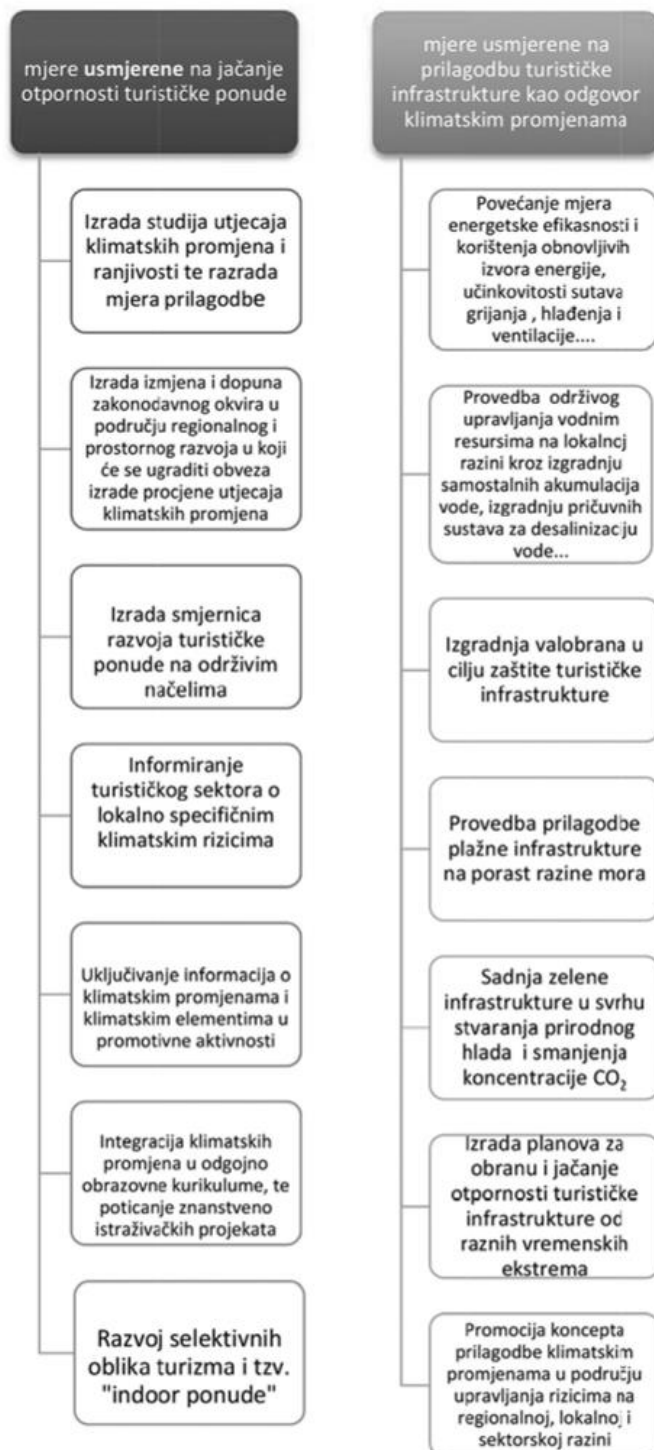 mjere usmjerene na jačanje
otpornosti turističke ponude
Izrada studija utjecaja
klimatskih promjena i
ranjivosti te razrada
mjera prilagodbe
Izrada izmjena i dopuna
zakonodavnog okvira u
području regionalnog i
prostornog razvoja u koji
će se ugraditi obveza
izrade procjene utjecaja
klimatskih promjena
Izrada smjernica
razvoja turističke
ponude na održivim
načelima
Informiranje
turističkog sektora o
lokalno specifičnim
klimatskim rizicima
Uključivanje informacija o
klimatskim promjenama i
klimatskim elementima u
promotivne aktivnosti
Integracija klimatskih
promjena u odgojno
obrazovne kurikulume, te
poticanje znanstveno
istraživačkih projekata
Razvoj selektivnih
oblika turizma i tzv.
"indoor ponude"
mjere usmjerene na
prilagodbu turističke
infrastrukture kao odgovor
klimatskim promjenama
Povećanje mjera
energetske efikasnosti i
korištenja obnovljivih
izvora energije,
učinkovitosti sutava
grijanja , hlađenja i
ventilacije....
Provedba održivog
upravljanja vodnim
resursima na lokalnoj
razini kroz izgradnju
samostalnih akumulacija
vode, izgradnju pričuvnih
sustava za desalinizaciju
vode...
Izgradnja valobrana u
cilju zaštite turističke
infrastrukture
Provedba prilagodbe
plažne infrastrukture
na porast razine mora
Sadnja zelene
infrastrukture u svrhu
stvaranja prirodnog
hlada i smanjenja
koncentracije CO₂
Izrada planova za
obranu i jačanje
otpornosti turističke
infrastrukture od
raznih vremenskih
ekstrema
Promocija koncepta
prilagodbe klimatskim
promjenama u području
upravljanja rizicima na
regionalnoj, lokalnoj i
sektorskoj razini